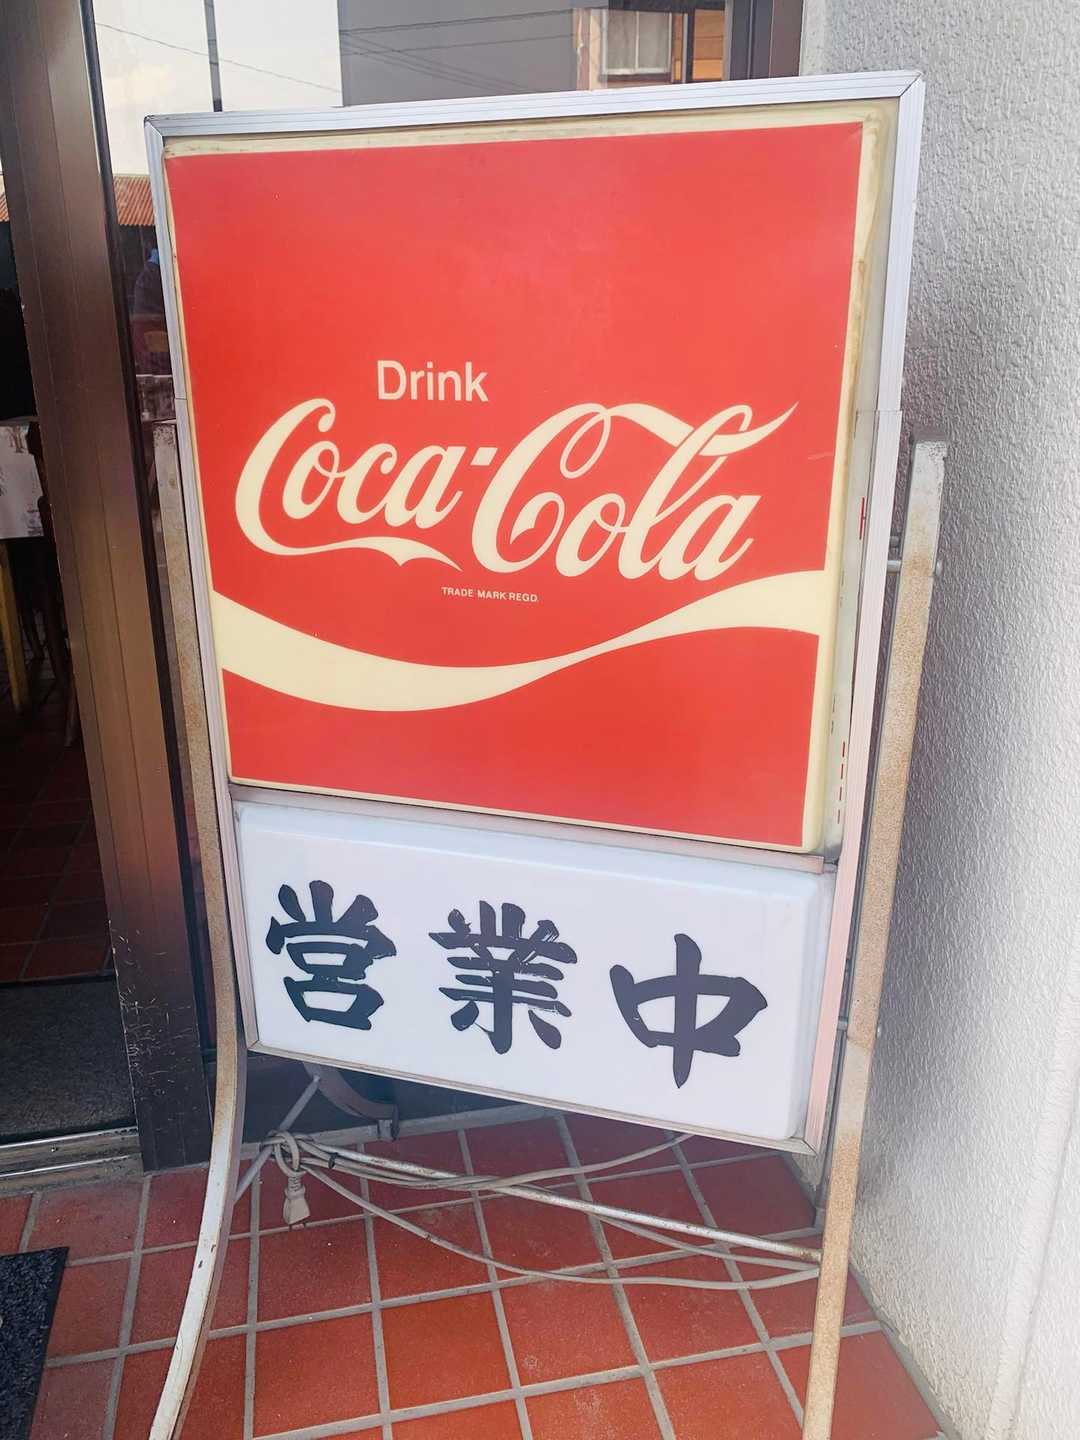 Drink
Coca-Cola
TRADE MARK REGD.
営業中